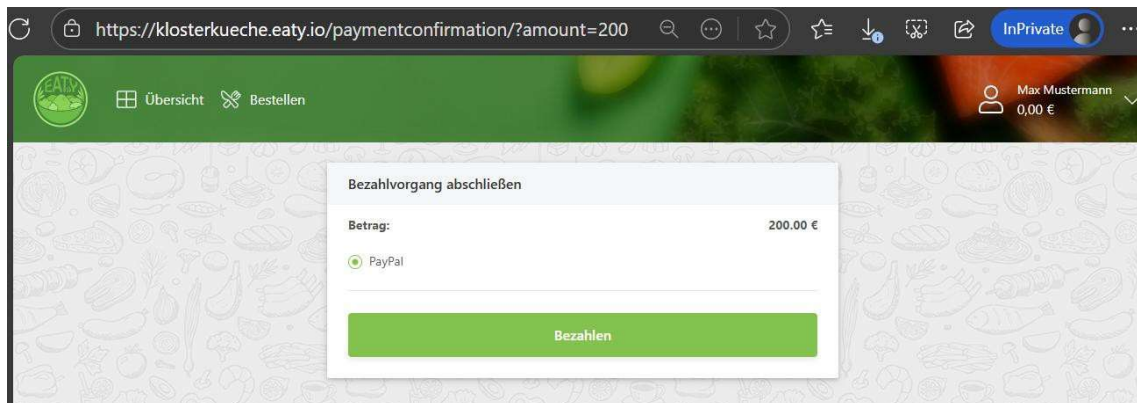 https://klosterkueche.eaty.io/paymentconfirmation/?amount=200
InPrivate
EATY
Übersicht
Bestellen
Max Mustermann
0,00 €
Bezahlvorgang abschließen
Betrag: 200.00 €
PayPal
Bezahlen